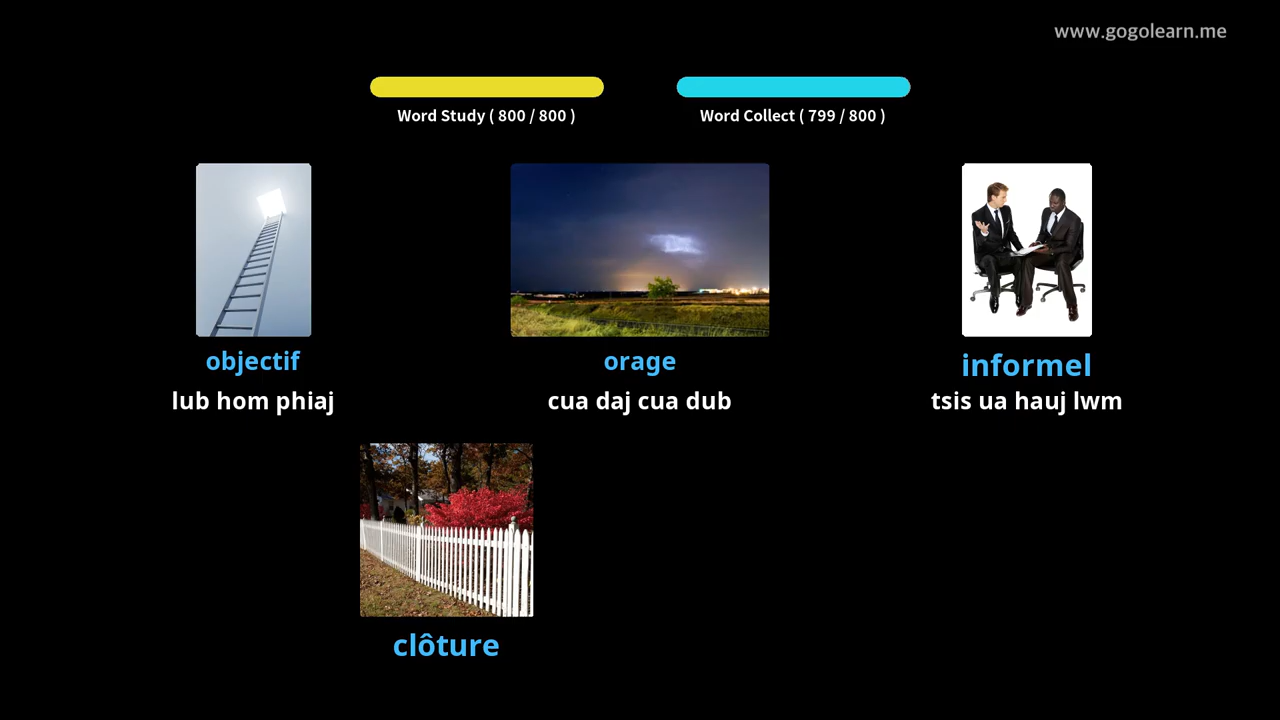 www.gogolearn.me
Word Study ( 800 / 800 )
Word Collect ( 799 / 800 )
objectif
lub hom phiaj
orage
cua daj cua dub
informel
tsis ua hauj lwm
clôture